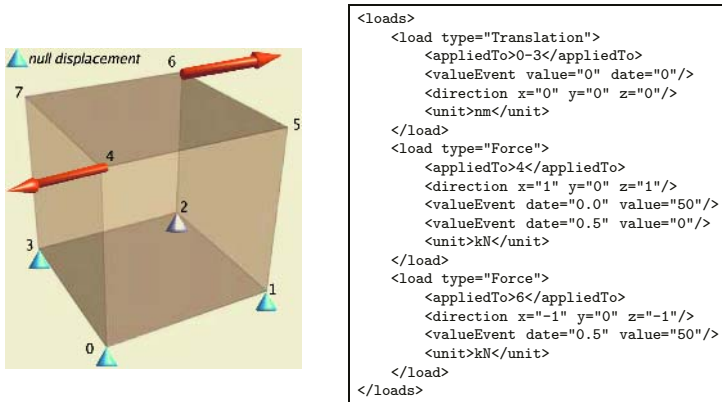 null displacement
6
7
5
4
2
3
1
0
<loads>
<load type="Translation">
<appliedTo>0-3</appliedTo>
<valueEvent value="0" date="0"/>
<direction x="0" y="0" z="0"/>
<unit>nm</unit>
</load>
<load type="Force">
<appliedTo>4</appliedTo>
<direction x="1" y="0" z="1"/>
<valueEvent date="0.0" value="50"/>
<valueEvent date="0.5" value="0"/>
<unit>kN</unit>
</load>
<load type="Force">
<appliedTo>6</appliedTo>
<direction x="-1" y="0" z="-1"/>
<valueEvent date="0.5" value="50"/>
<unit>kN</unit>
</load>
</loads>